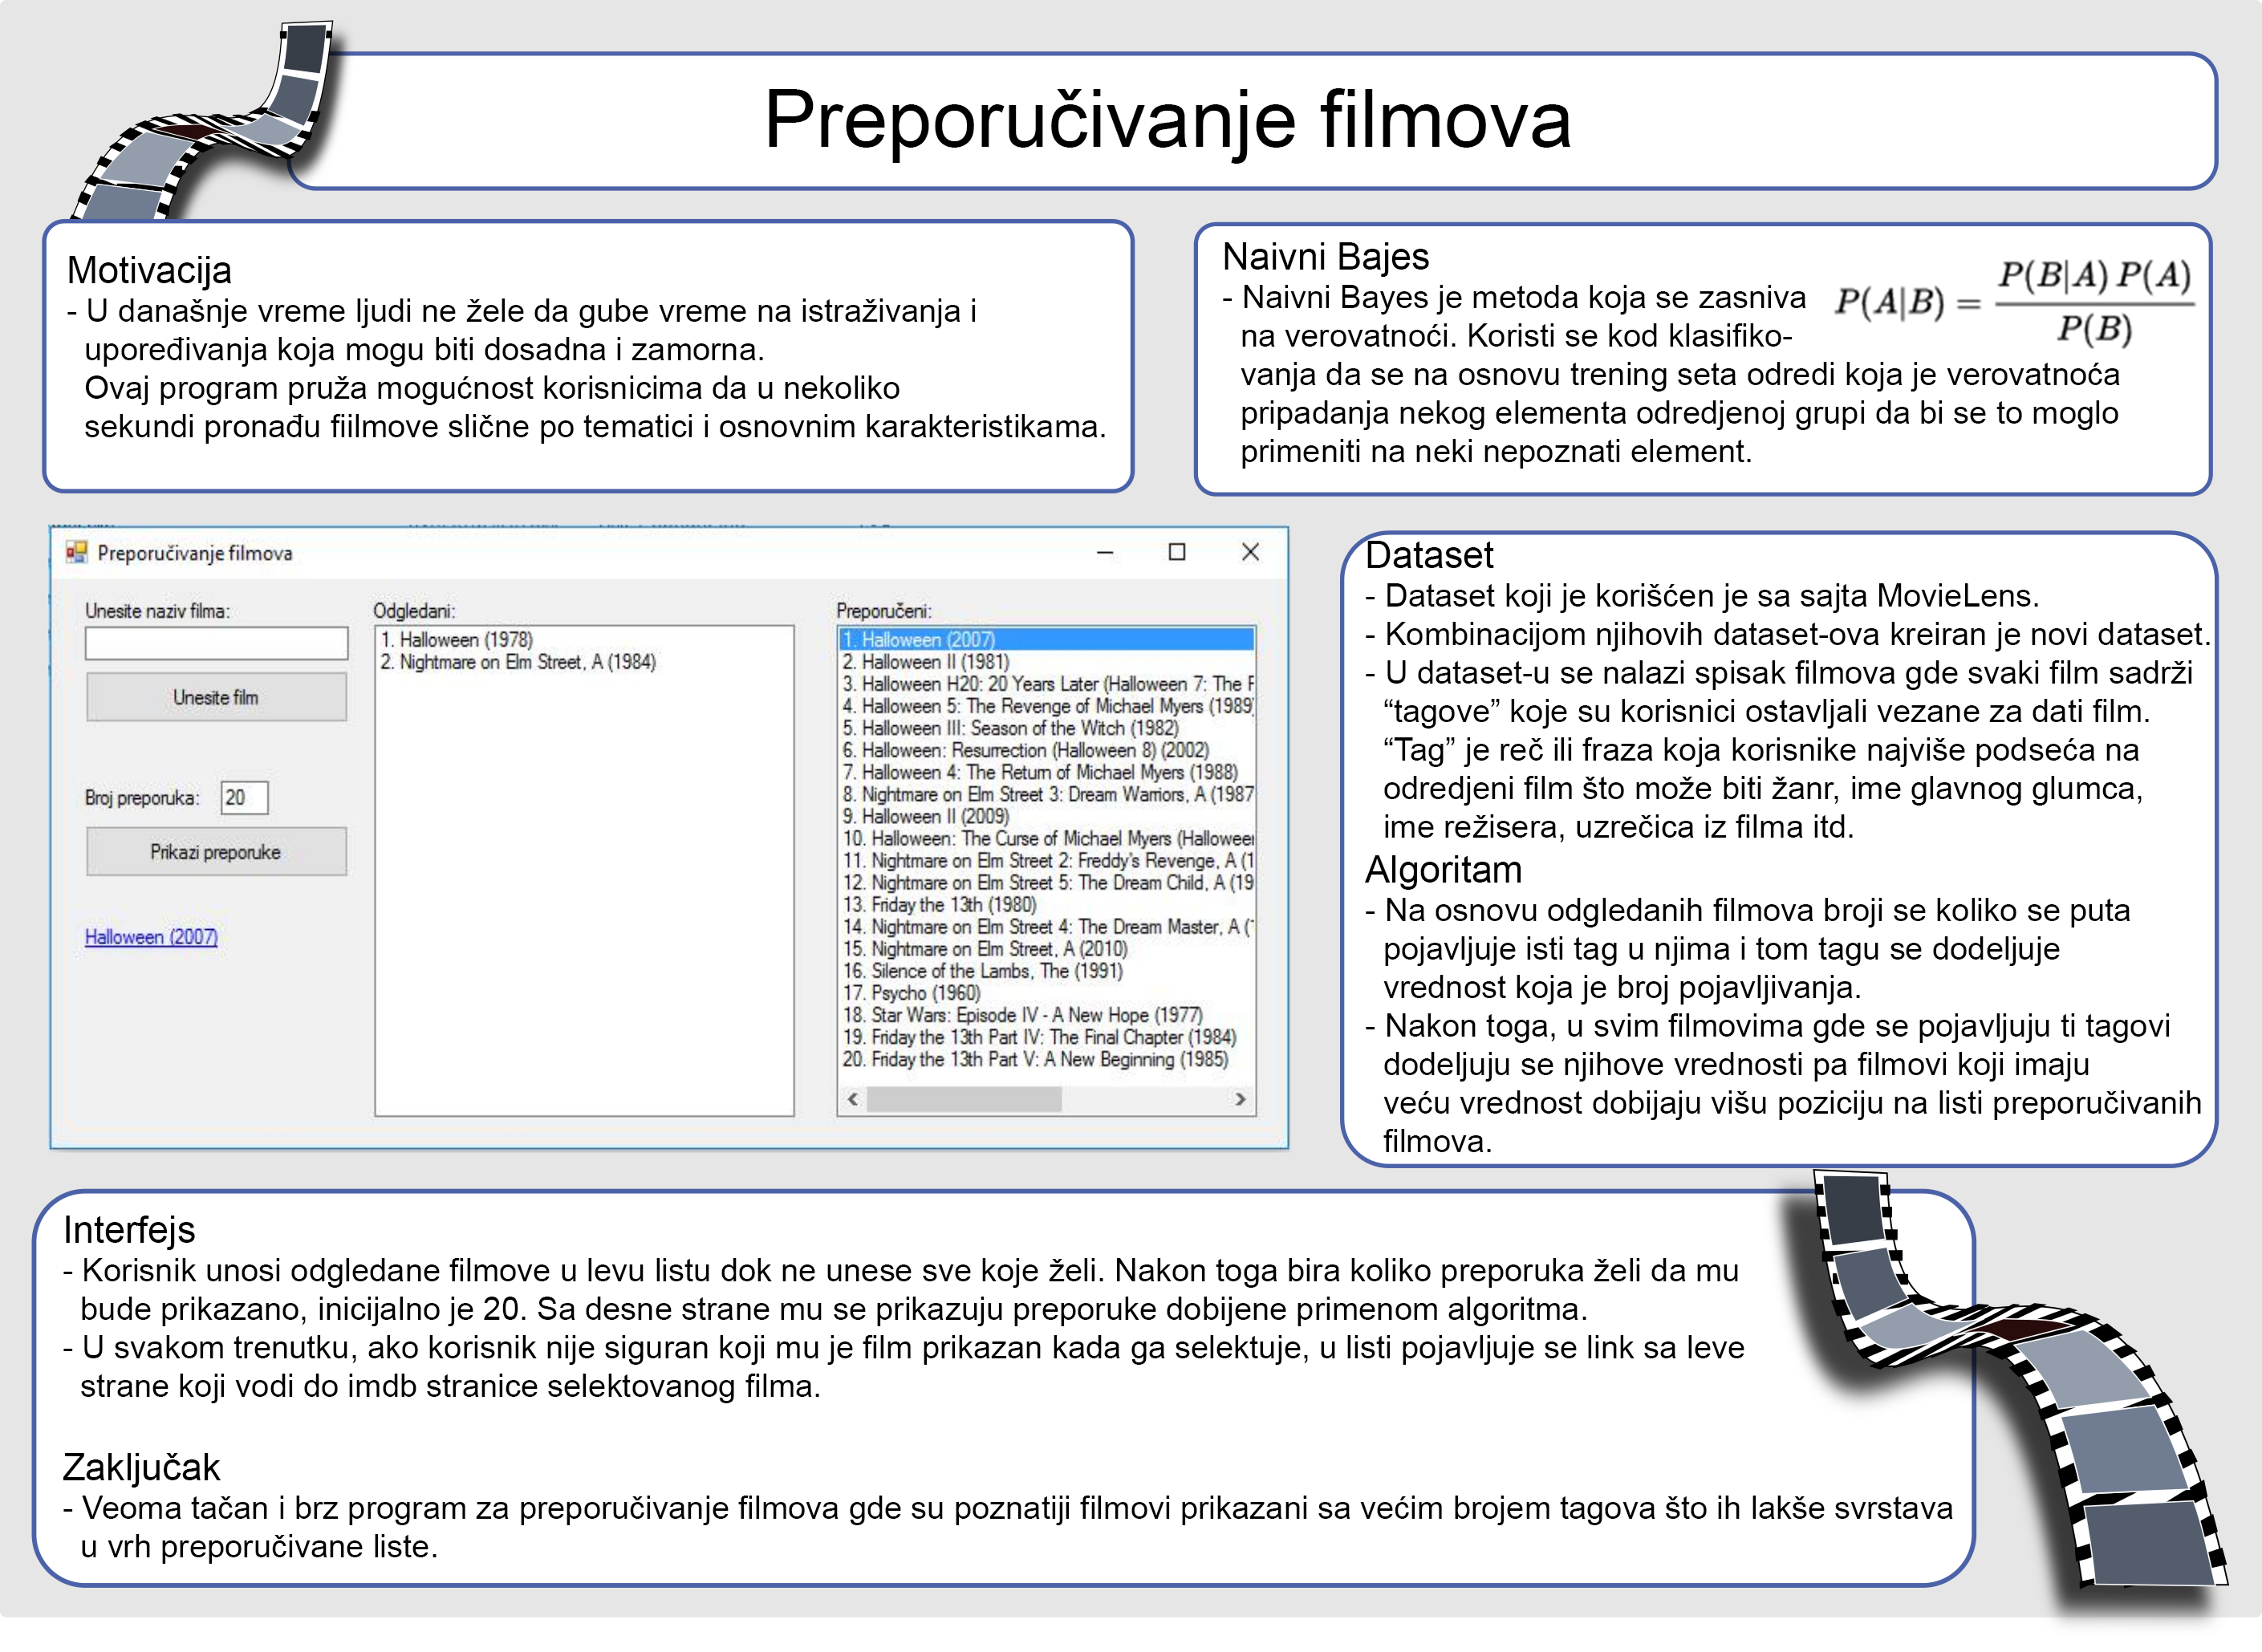 Preporučivanje filmova
Motivacija
- U današnje vreme ljudi ne žele da gube vreme na istraživanja i
upoređivanja koja mogu biti dosadna i zamorna.
Ovaj program pruža mogućnost korisnicima da u nekoliko
sekundi pronađu fiilmove slične po tematici i osnovnim karakteristikama.
Naivni Bajes
- Naivni Bayes je metoda koja se zasniva
na verovatnoći. Koristi se kod klasifiko-
vanja da se na osnovu trening seta odredi koja je verovatnoća
pripadanja nekog elementa odredjenoj grupi da bi se to moglo
primeniti na neki nepoznati element.
P(A|B) = P(B|A) P(A) / P(B)
Preporučivanje filmova
Unesite naziv filma:
Unesite film
Broj preporuka: 20
Prikazi preporuke
Halloween (2007)
Odgledani:
1. Halloween (1978)
2. Nightmare on Elm Street, A (1984)
Preporučeni:
1. Halloween (2007)
2. Halloween II (1981)
3. Halloween H20: 20 Years Later (Halloween 7: The F
4. Halloween 5: The Revenge of Michael Myers (1989)
5. Halloween III: Season of the Witch (1982)
6. Halloween: Resurrection (Halloween 8) (2002)
7. Halloween 4: The Return of Michael Myers (1988)
8. Nightmare on Elm Street 3: Dream Warriors, A (1987
9. Halloween II (2009)
10. Halloween: The Curse of Michael Myers (Halloween
11. Nightmare on Elm Street 2: Freddy's Revenge, A (1
12. Nightmare on Elm Street 5: The Dream Child, A (19
13. Friday the 13th (1980)
14. Nightmare on Elm Street 4: The Dream Master, A (1
15. Nightmare on Elm Street, A (2010)
16. Silence of the Lambs, The (1991)
17. Psycho (1960)
18. Star Wars: Episode IV - A New Hope (1977)
19. Friday the 13th Part IV: The Final Chapter (1984)
20. Friday the 13th Part V: A New Beginning (1985)
Dataset
- Dataset koji je korišćen je sa sajta MovieLens.
- Kombinacijom njihovih dataset-ova kreiran je novi dataset.
- U dataset-u se nalazi spisak filmova gde svaki film sadrži
“tagove” koje su korisnici ostavljali vezane za dati film.
“Tag” je reč ili fraza koja korisnike najviše podseća na
odredjeni film što može biti žanr, ime glavnog glumca,
ime režisera, uzrečica iz filma itd.
Algoritam
- Na osnovu odgledanih filmova broji se koliko se puta
pojavljuje isti tag u njima i tom tagu se dodeljuje
vrednost koja je broj pojavljivanja.
- Nakon toga, u svim filmovima gde se pojavljuju ti tagovi
dodeljuju se njihove vrednosti pa filmovi koji imaju
veću vrednost dobijaju višu poziciju na listi preporučivanih
filmova.
Interfejs
- Korisnik unosi odgledane filmove u levu listu dok ne unese sve koje želi. Nakon toga bira koliko preporuka želi da mu
bude prikazano, inicijalno je 20. Sa desne strane mu se prikazuju preporuke dobijene primenom algoritma.
- U svakom trenutku, ako korisnik nije siguran koji mu je film prikazan kada ga selektuje, u listi pojavljuje se link sa leve
strane koji vodi do imdb stranice selektovanog filma.
Zaključak
- Veoma tačan i brz program za preporučivanje filmova gde su poznatiji filmovi prikazani sa većim brojem tagova što ih lakše svrstava
u vrh preporučivane liste.